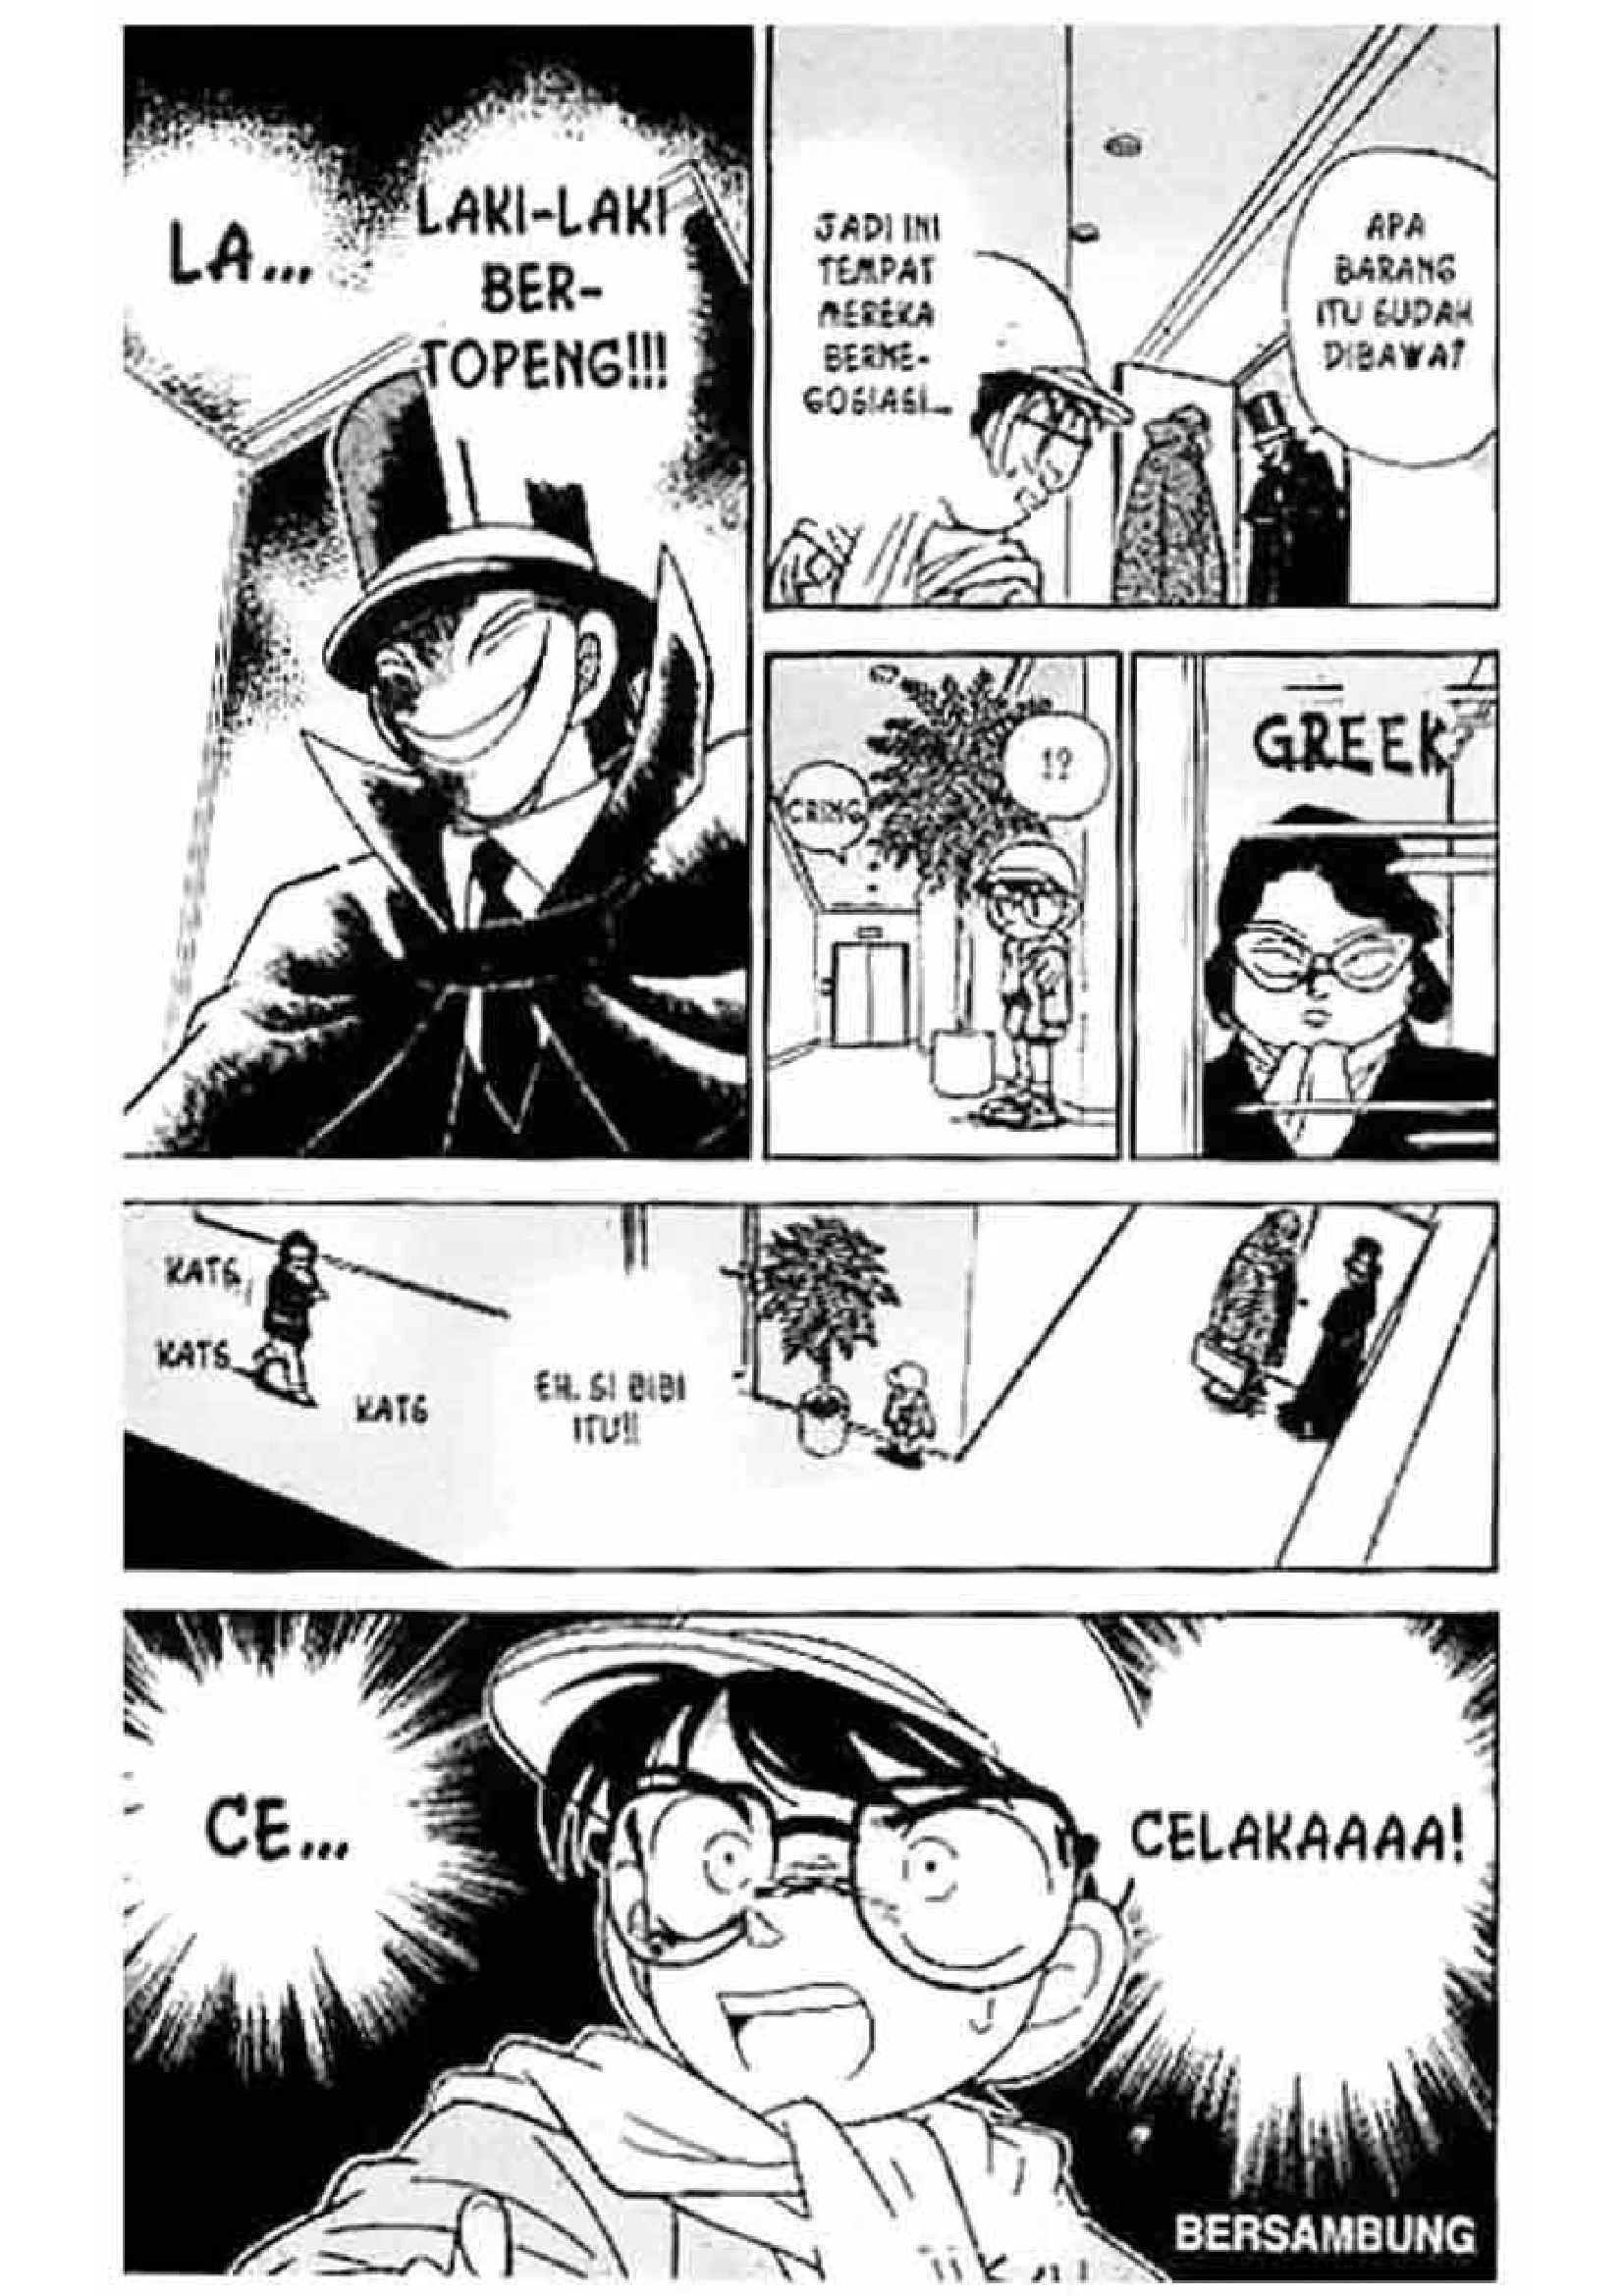 APA
BARANG
ITU SUDAH
DIBAWA?
JADI INI
TEMPAT
MEREKA
BERNE-
GOSIASI...
LAKI-LAKI
BER-
TOPENG!!!
LA...
GREEK
!?
CRING
EH. SI BIBI
ITU!!
KATS
KATS
KATS
CELAKAAAA!
CE...
BERSAMBUNG